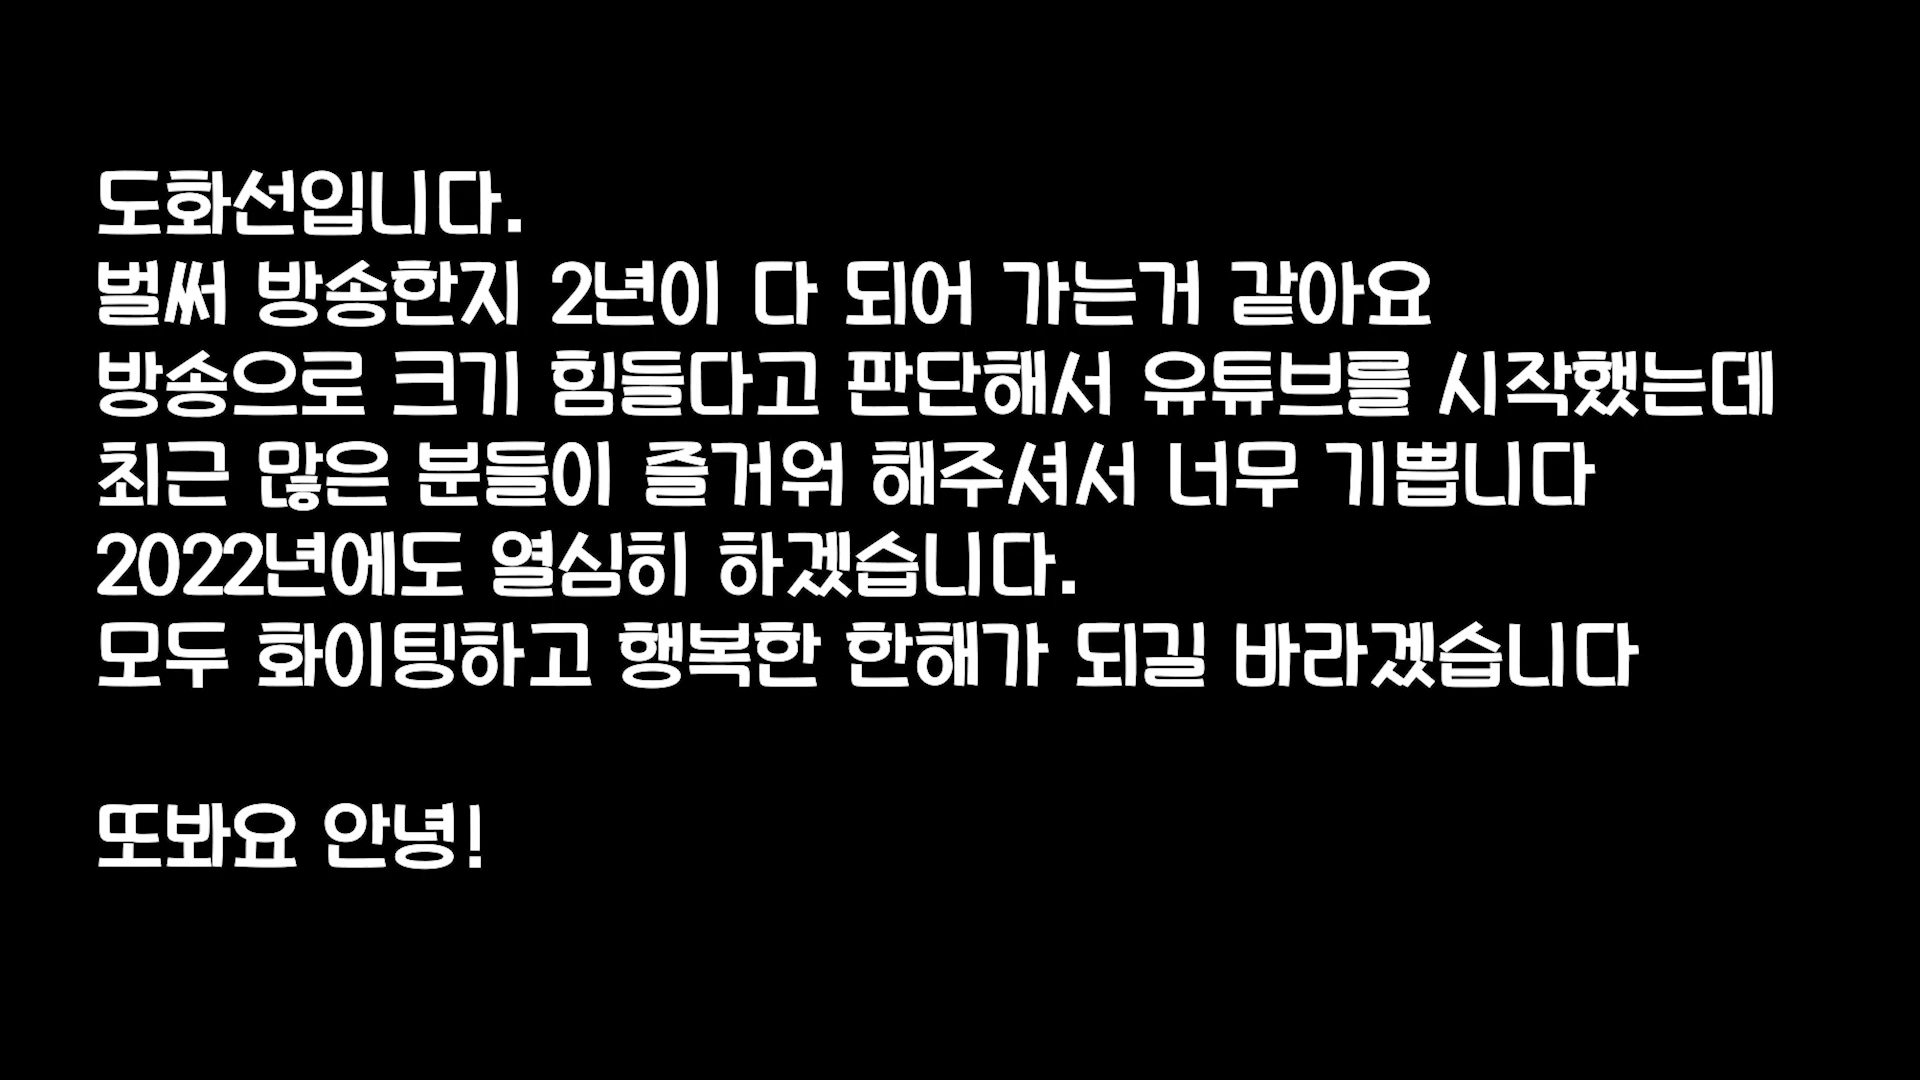 도화선입니다.
벌써 방송한지 2년이 다 되어 가는거 같아요
방송으로 크기 힘들다고 판단해서 유튜브를 시작했는데
최근 많은 분들이 즐거워 해주셔서 너무 기쁩니다
2022년에도 열심히 하겠습니다.
모두 화이팅하고 행복한 한해가 되길 바라겠습니다
또봐요 안녕!